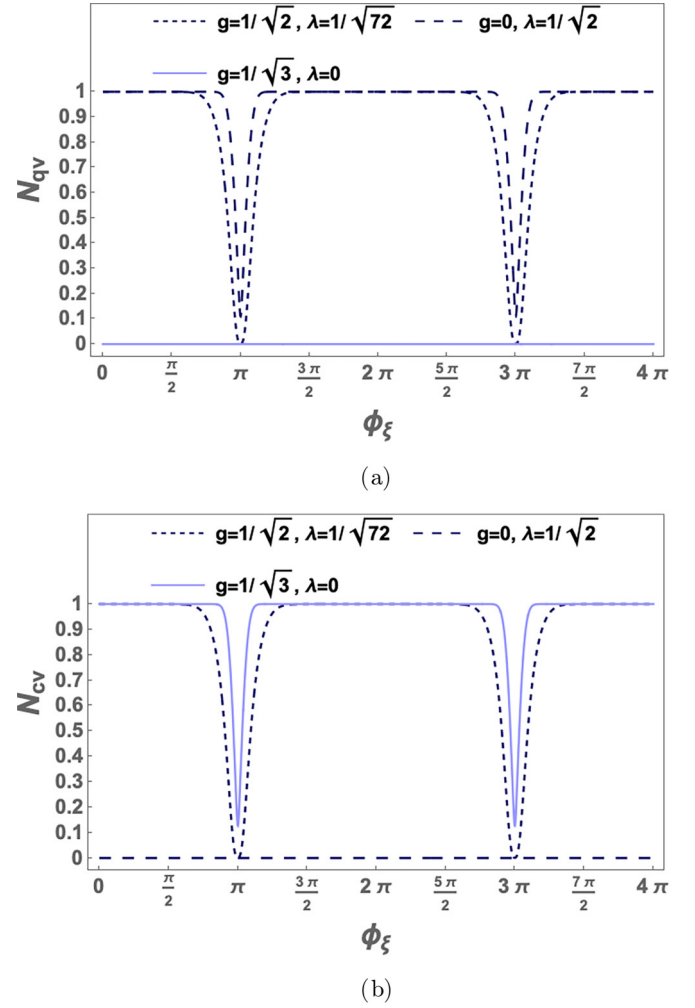 g=1/√2 , λ=1/√72 g=0, λ=1/√2
g=1/√3 , λ=0
1
0.9
0.8
0.7
0.6
0.5
0.4
0.3
0.2
0.1
0
N_qv
0 π/2 π 3π/2 2π 5π/2 3π 7π/2 4π
ϕ_ξ
(a)
g=1/√2 , λ=1/√72 g=0, λ=1/√2
g=1/√3 , λ=0
1
0.9
0.8
0.7
0.6
0.5
0.4
0.3
0.2
0.1
0
N_cv
0 π/2 π 3π/2 2π 5π/2 3π 7π/2 4π
ϕ_ξ
(b)